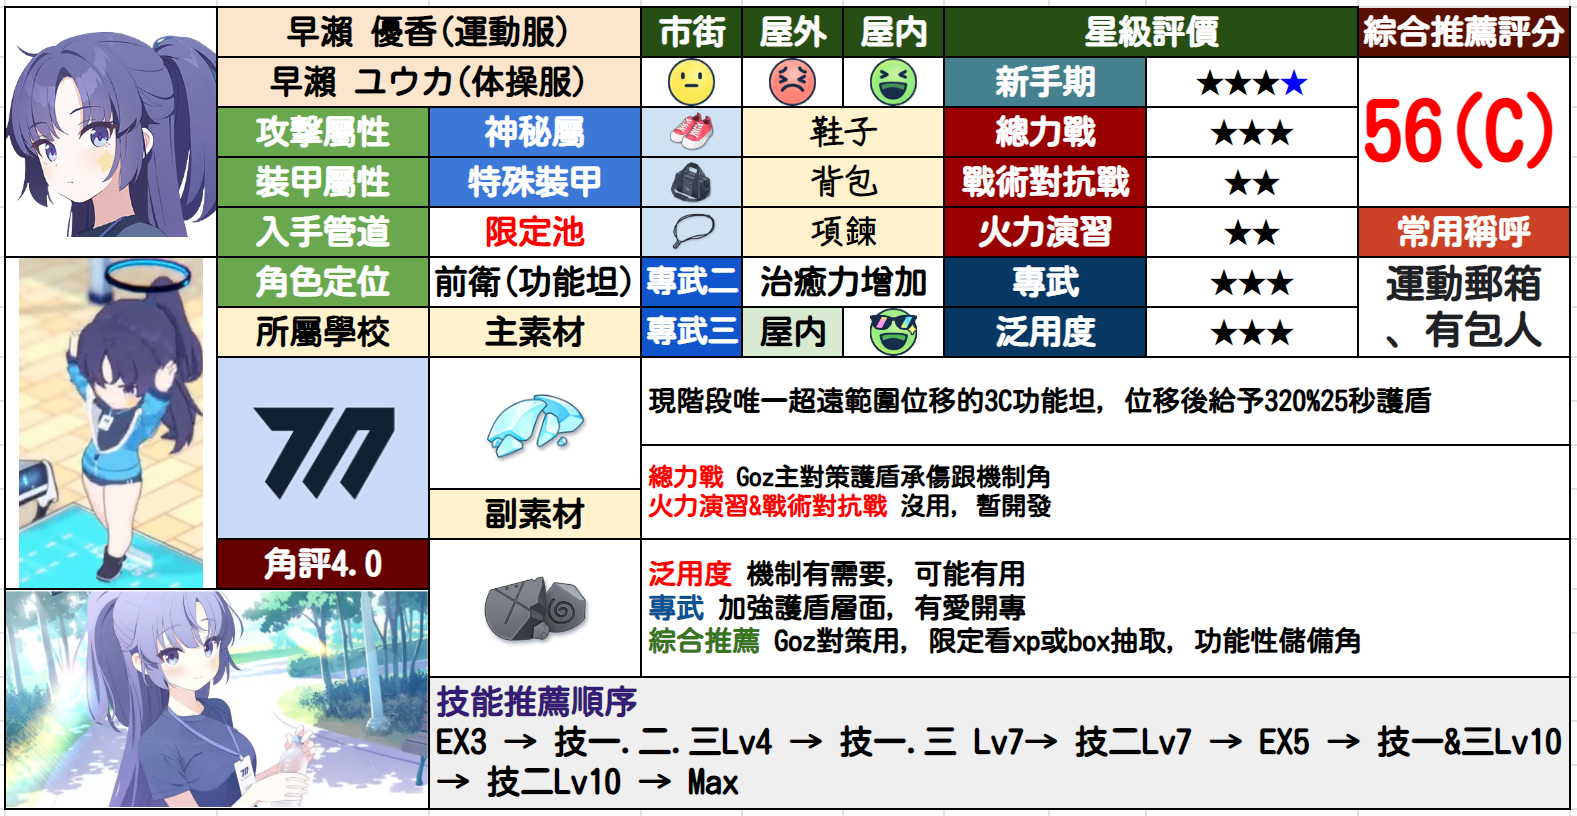 早瀨 優香(運動服) 市街 屋外 屋内 星級評價 綜合推薦評分
早瀨 ユウカ(体操服) 新手期 ★★★★
56(C)
攻擊屬性 神秘屬 鞋子 總力戰 ★★★
裝甲屬性 特殊裝甲 背包 戰術對抗戰 ★★
入手管道 限定池 項鍊 火力演習 ★★ 常用稱呼
角色定位 前衛(功能坦) 專武二 治癒力增加 專武 ★★★ 運動郵箱
所屬學校 主素材 專武三 屋内 泛用度 ★★★ 、有包人
現階段唯一超遠範圍位移的3C功能坦, 位移後給予320%25秒護盾
總力戰 Goz主對策護盾承傷跟機制角
火力演習&戰術對抗戰 沒用, 暫開發
副素材
角評4.0
泛用度 機制有需要, 可能有用
專武 加強護盾層面, 有愛開專
綜合推薦 Goz對策用, 限定看xp或box抽取, 功能性儲備角
技能推薦順序
EX3 → 技一.二.三Lv4 → 技一.三 Lv7→ 技二Lv7 → EX5 → 技一&三Lv10
→ 技二Lv10 → Max